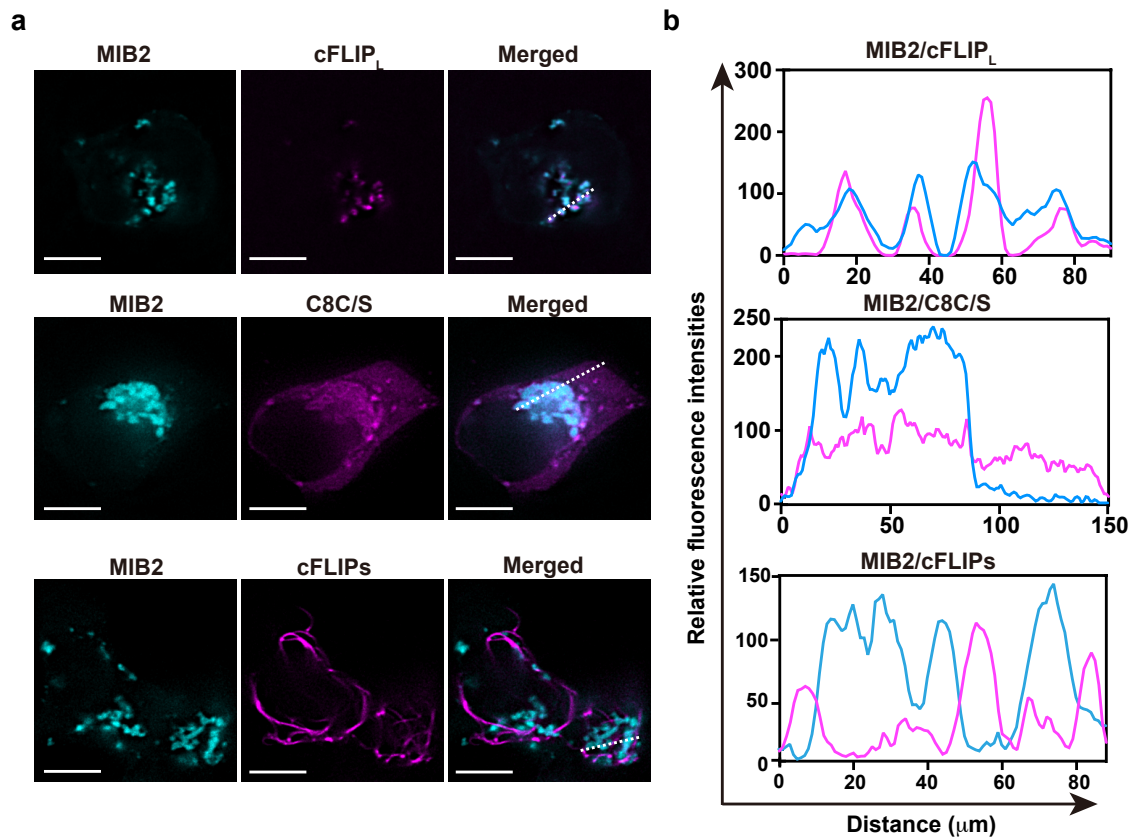 a
MIB2 cFLIPL Merged
MIB2 C8C/S Merged
MIB2 cFLIPs Merged
b
Relative fluorescence intensities
MIB2/cFLIPL
300
200
100
0
0 20 40 60 80
MIB2/C8C/S
250
200
150
100
50
0
0 50 100 150
MIB2/cFLIPs
150
100
50
0
0 20 40 60 80
Distance (μm)